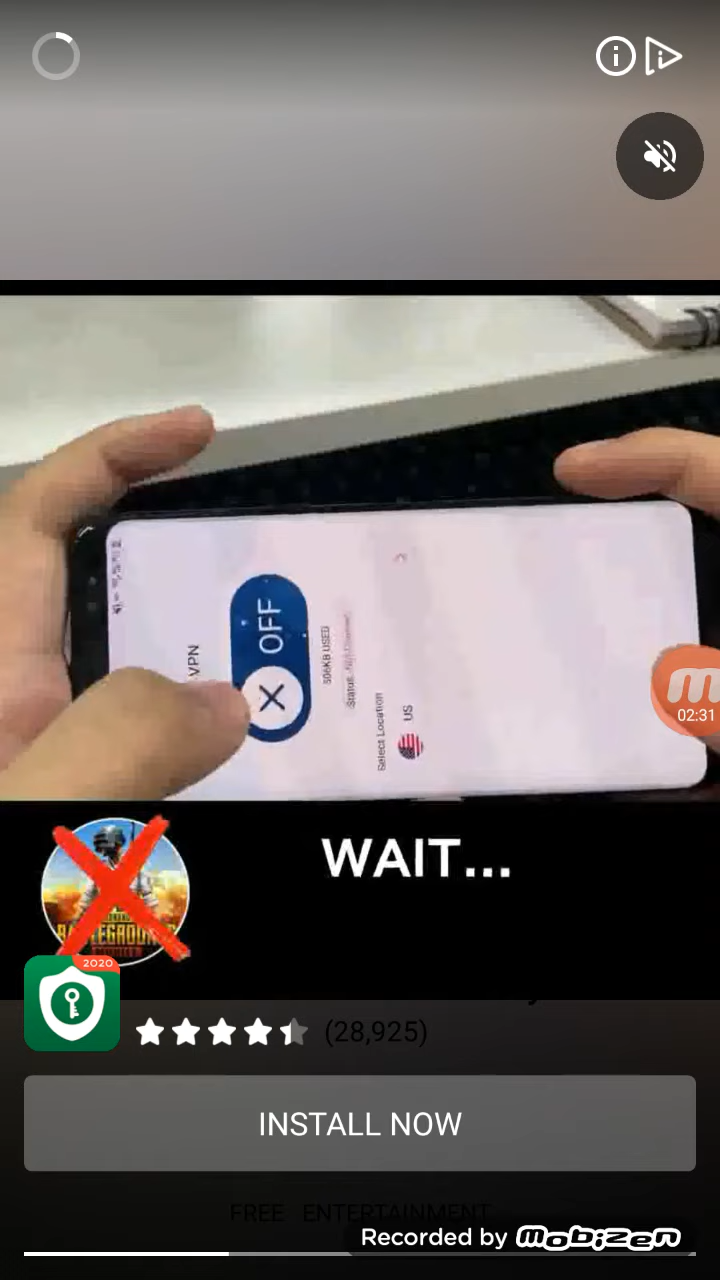 VPN
OFF
506KB USED
Select Location
US
02:31
WAIT...
BATTLEGROUNDS
2020
(28,925)
INSTALL NOW
FREE ENTERTAINMENT
Recorded by mobizen